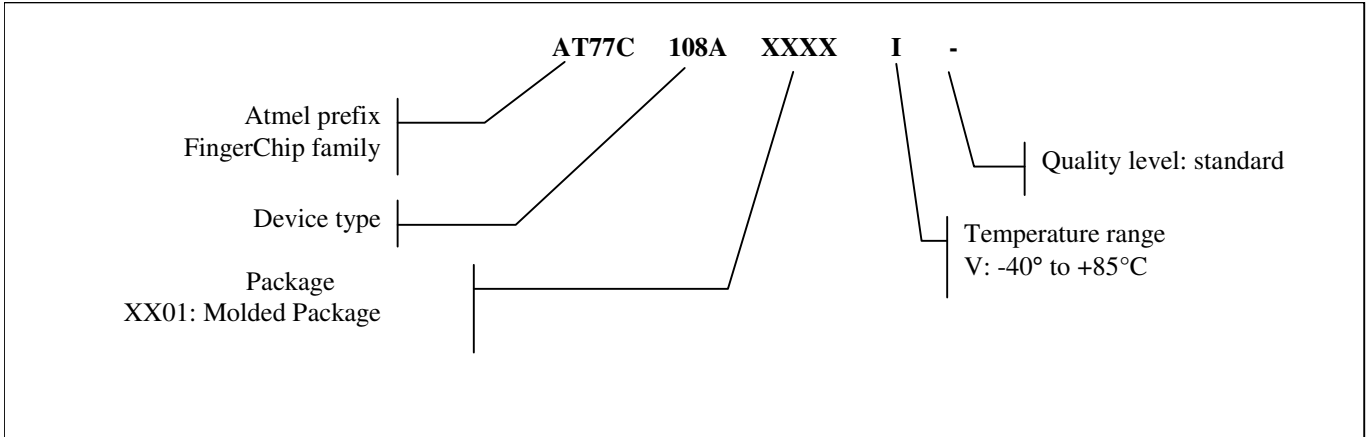 AT77C 108A XXXX I -
Atmel prefix
FingerChip family
Quality level: standard
Device type
Temperature range
V: -40° to +85°C
Package
XX01: Molded Package